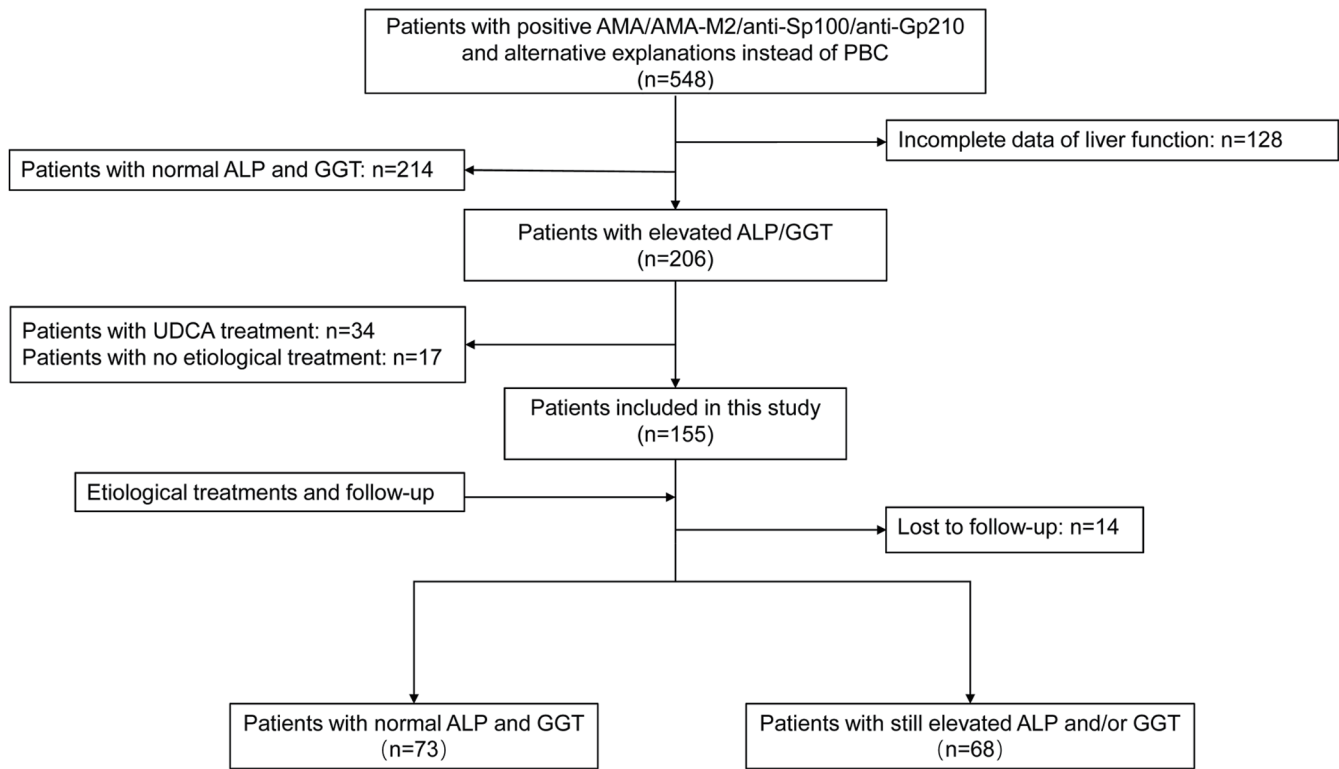 Patients with positive AMA/AMA-M2/anti-Sp100/anti-Gp210
and alternative explanations instead of PBC
(n=548)
Incomplete data of liver function: n=128
Patients with normal ALP and GGT: n=214
Patients with elevated ALP/GGT
(n=206)
Patients with UDCA treatment: n=34
Patients with no etiological treatment: n=17
Patients included in this study
(n=155)
Etiological treatments and follow-up
Lost to follow-up: n=14
Patients with normal ALP and GGT
（n=73)
Patients with still elevated ALP and/or GGT
（n=68)